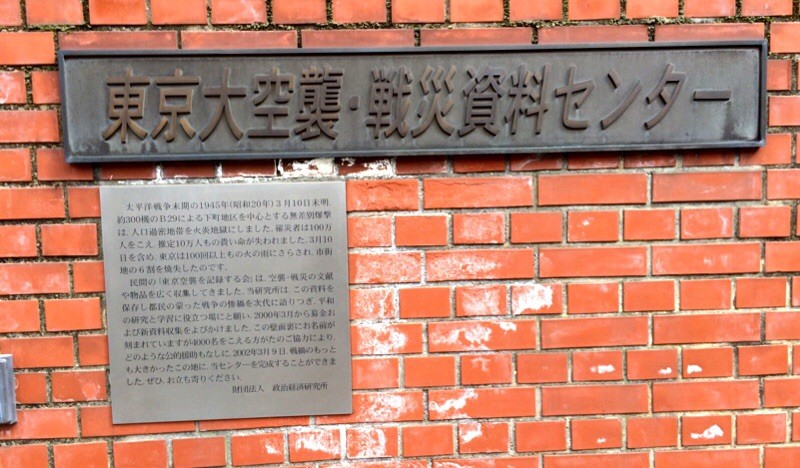 東京大空襲・戦災資料センター
太平洋戦争末期の1945年(昭和20年)3月10日未明、
約300機のB29による下町地区を中心とする無差別爆撃
は、人口過密地帯を火炎地獄にしました。罹災者は100万
人をこえ、推定10万人もの貴い命が失われました。3月10
日を含め、東京は100回以上もの火の雨にさらされ、市街
地の6割を焼失したのです。
民間の「東京空襲を記録する会」は、空襲・戦災の文献
や物品を広く収集してきました。当研究所は、この資料を
保存し都民の蒙った戦争の惨禍を次代に語りつぎ、平和
の研究と学習に役立つ場にと願い、2000年3月から募金お
よび新資料収集をよびかけました。この壁面裏にお名前が
刻まれていますが4000名をこえる方がたのご協力により、
どのような公的援助もなしに、2002年3月9日、戦禍のもっと
も大きかったこの地に、当センターを完成することができま
した。ぜひ、お立ち寄りください。
財団法人 政治経済研究所